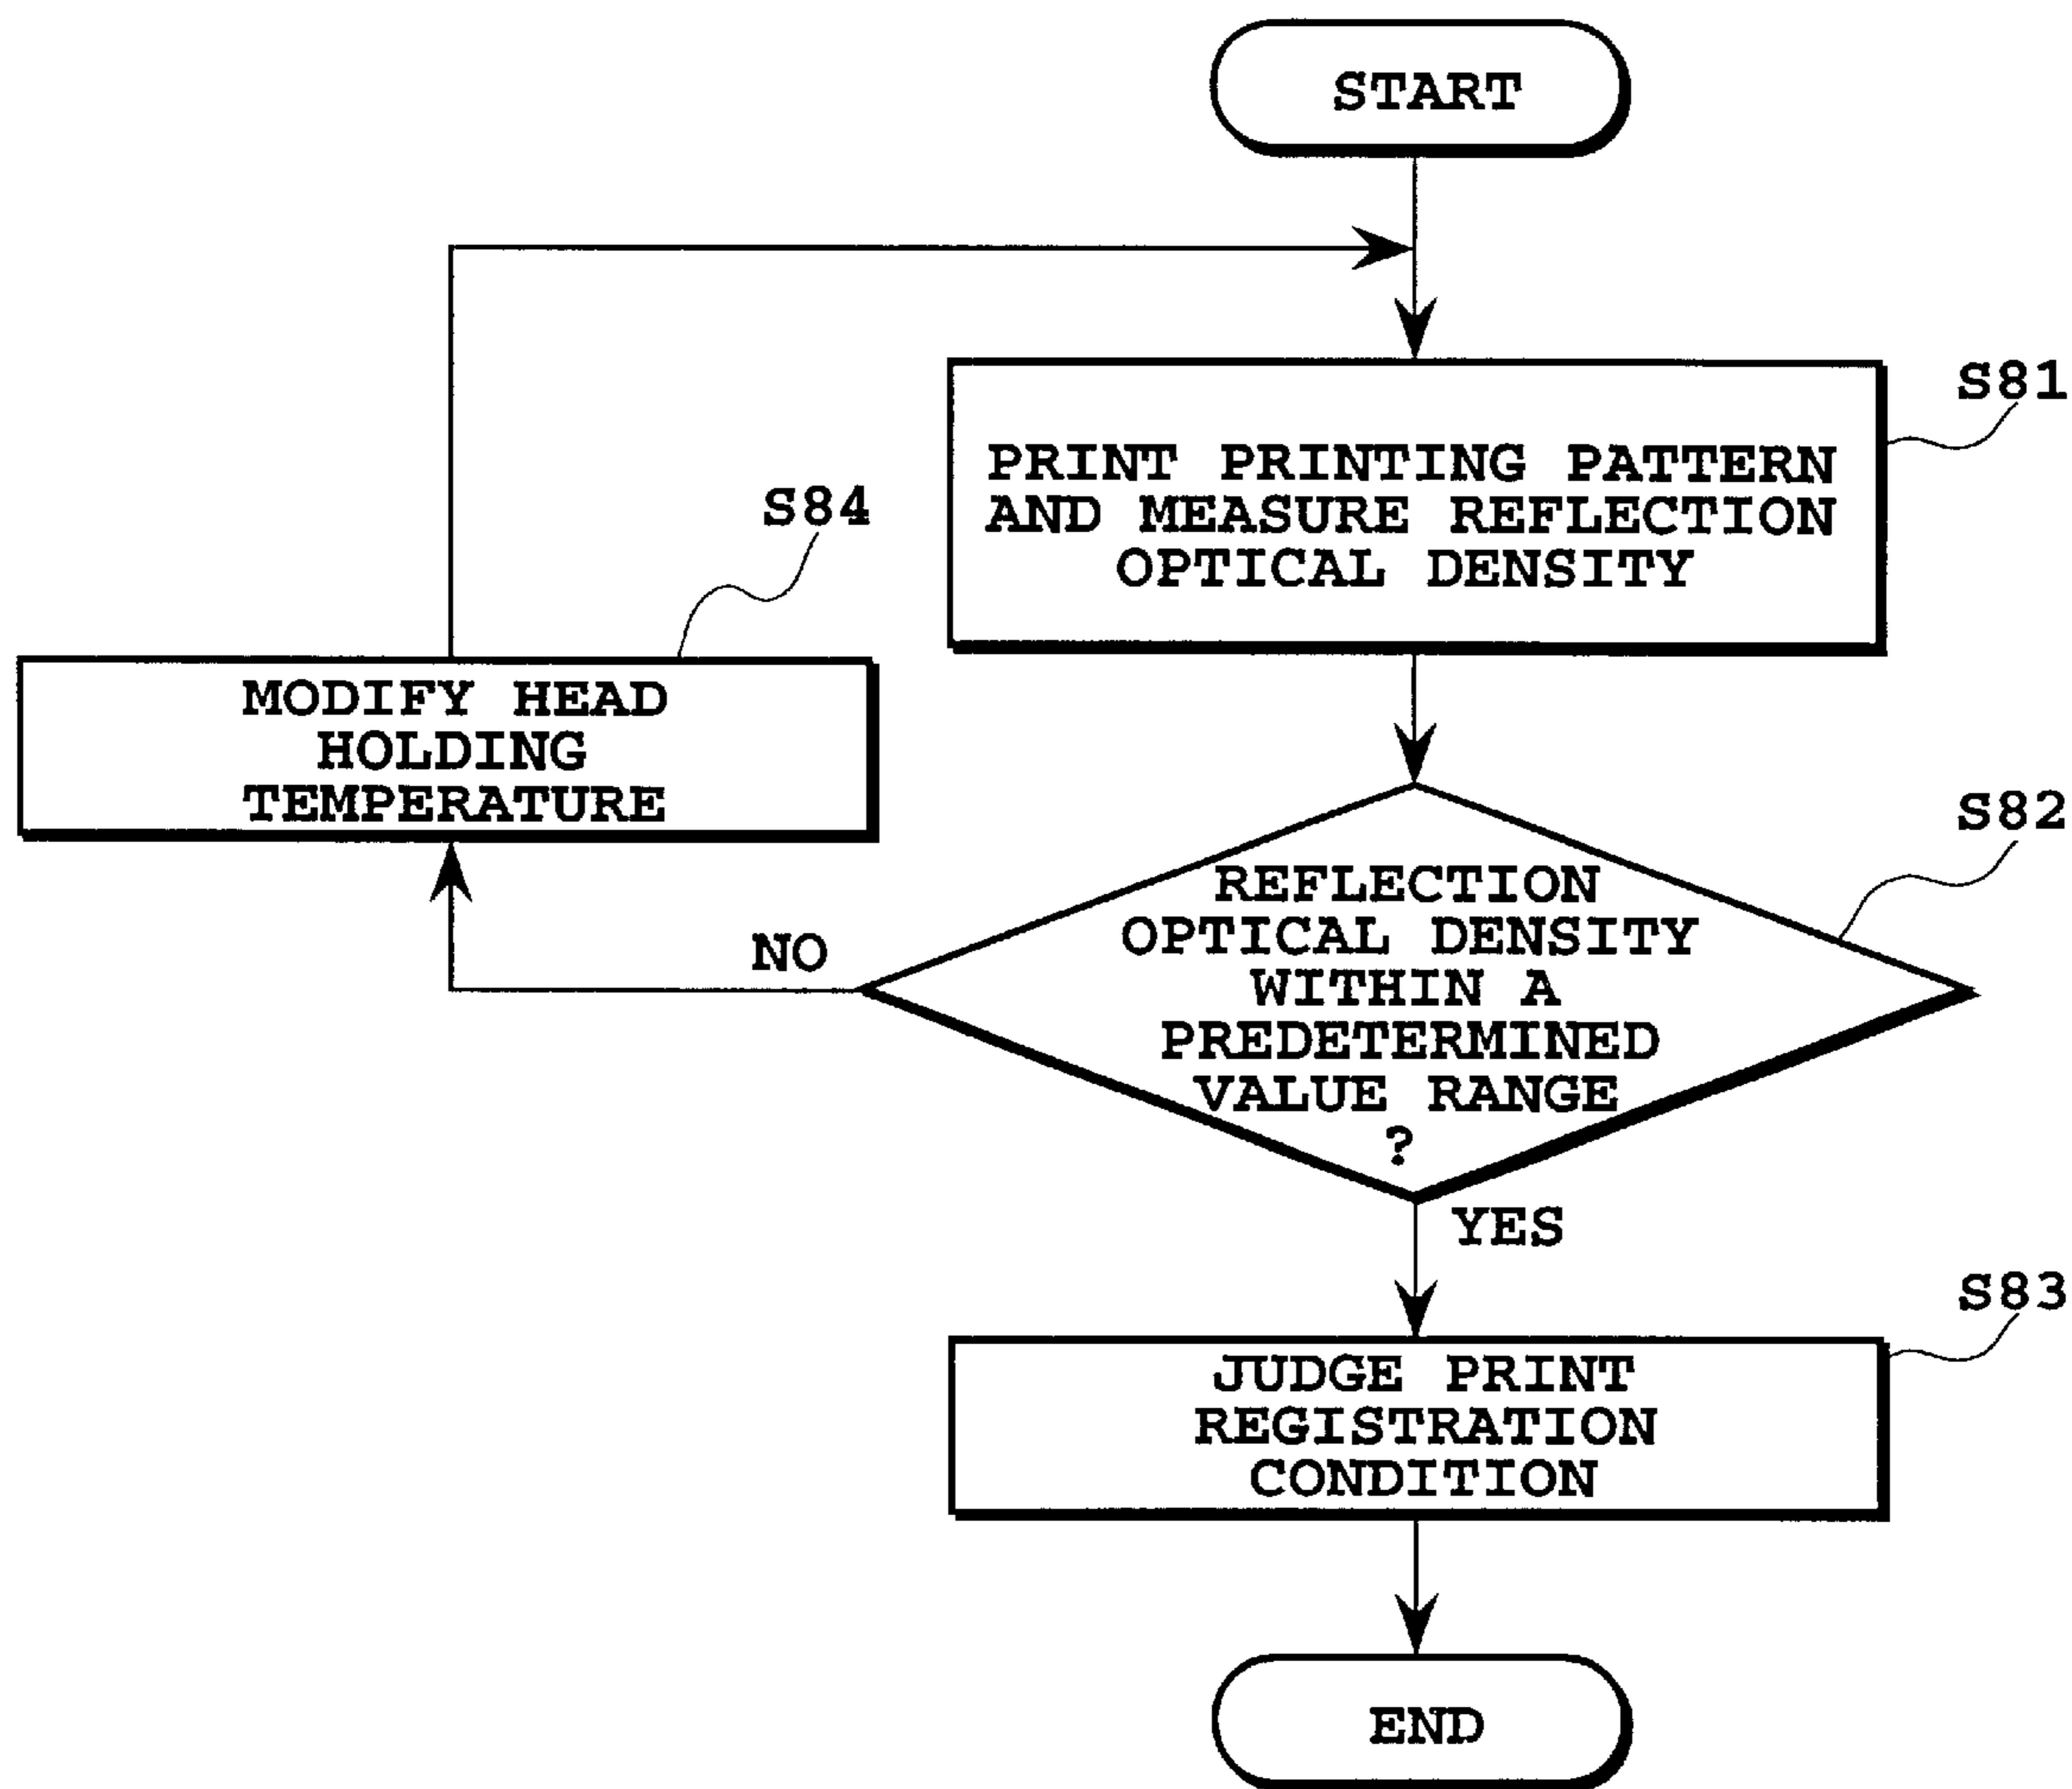 START
S81
PRINT PRINTING PATTERN
AND MEASURE REFLECTION
OPTICAL DENSITY
S84
MODIFY HEAD
HOLDING
TEMPERATURE
S82
REFLECTION
OPTICAL DENSITY
WITHIN A
PREDETERMINED
VALUE RANGE
?
NO
YES
S83
JUDGE PRINT
REGISTRATION
CONDITION
END